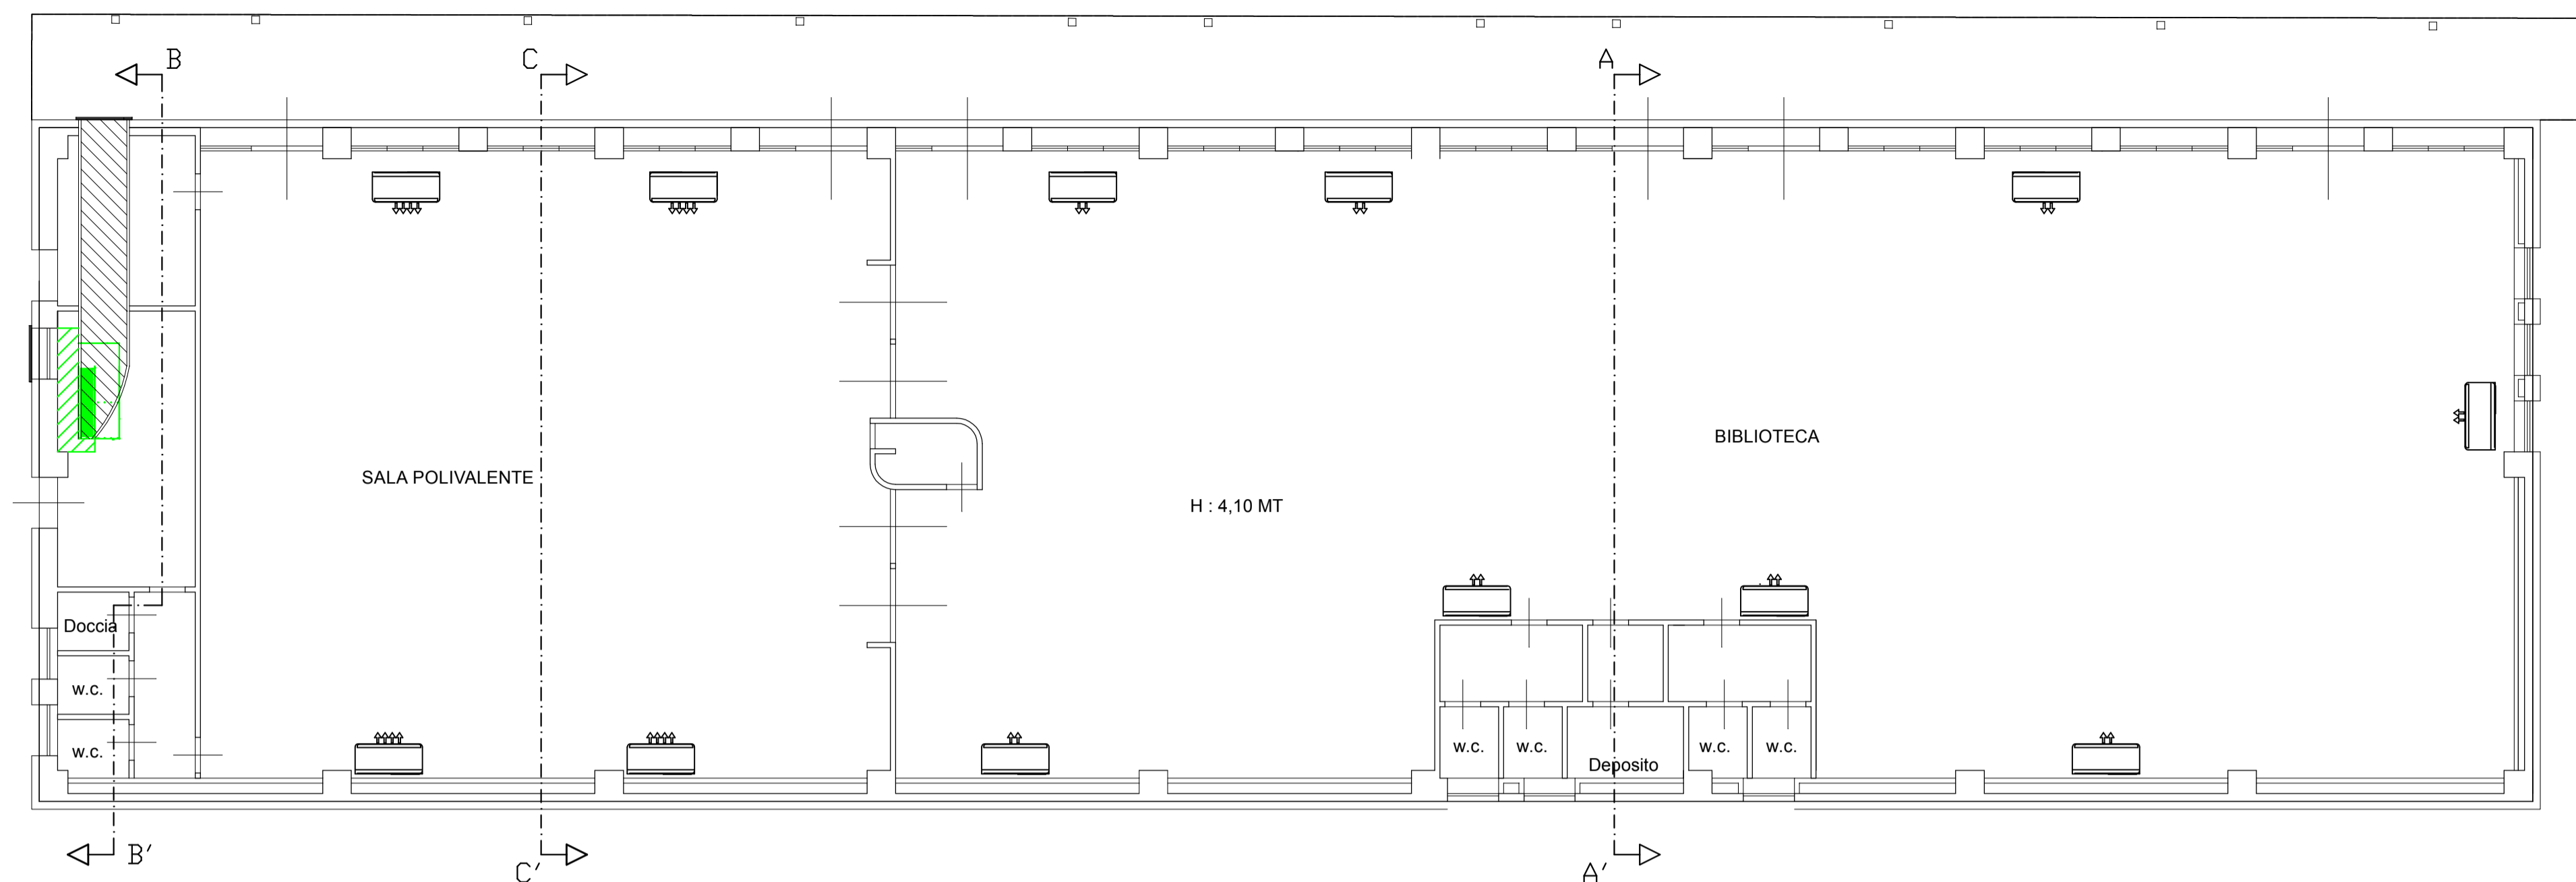 B
C
A
BIBLIOTECA
SALA POLIVALENTE
H : 4,10 MT
Doccia
w.c.
w.c.
w.c.
w.c.
w.c.
w.c.
Deposito
B'
C'
A'